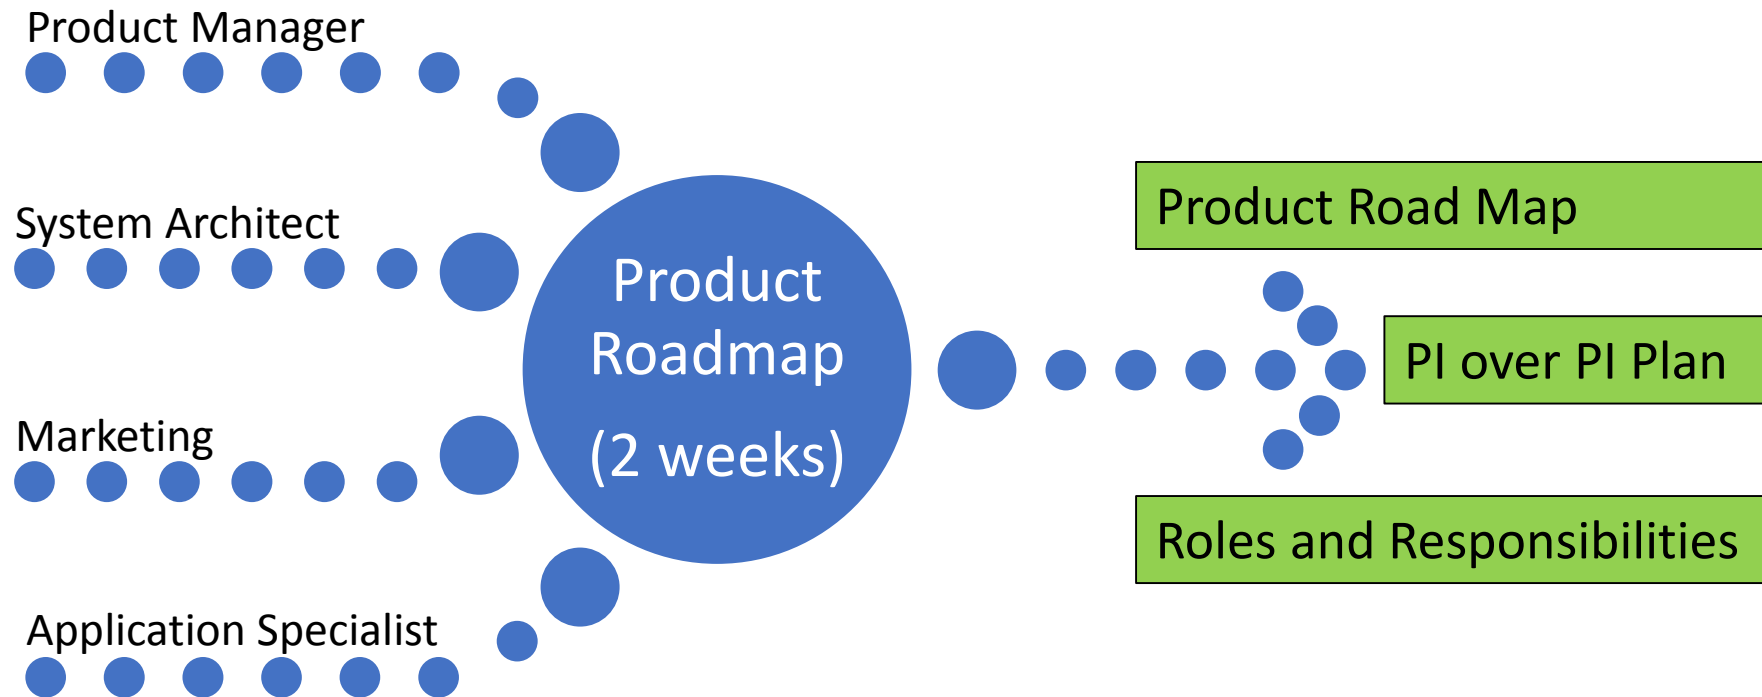 Product Manager
System Architect
Marketing
Application Specialist
Product
Roadmap
(2 weeks)
Product Road Map
PI over PI Plan
Roles and Responsibilities